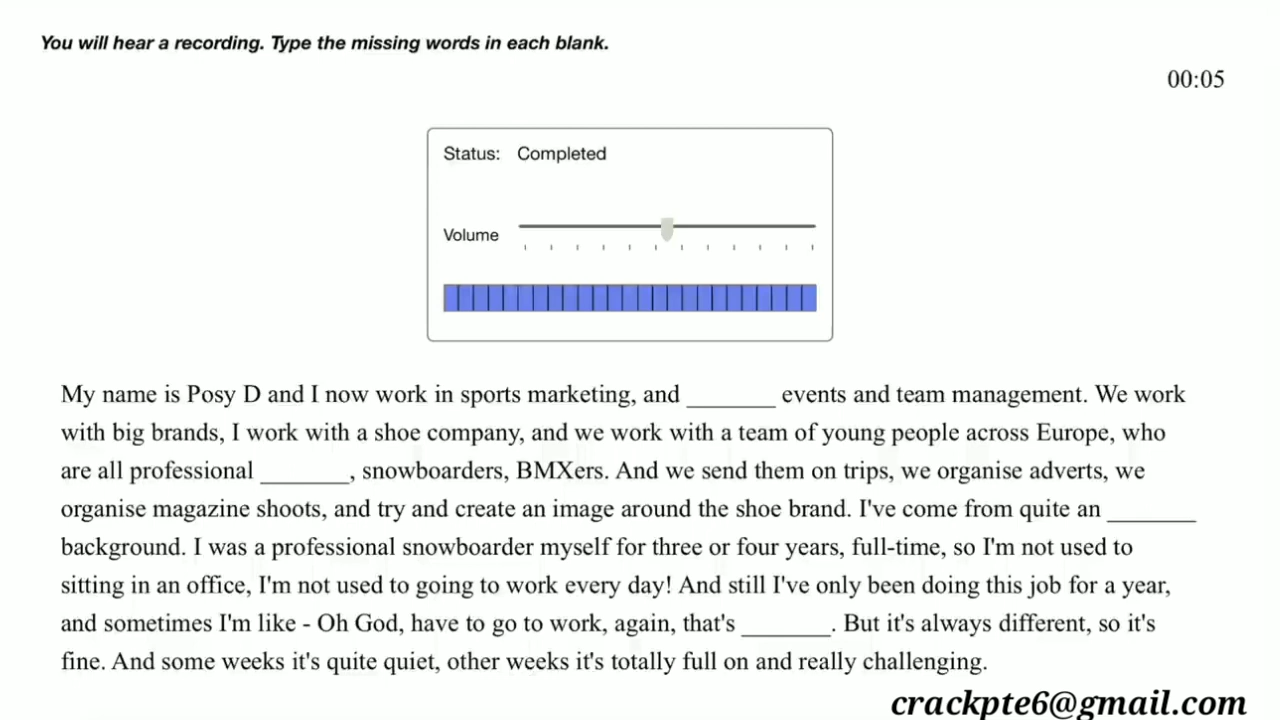 You will hear a recording. Type the missing words in each blank.
00:05
Status: Completed
Volume
My name is Posy D and I now work in sports marketing, and _______ events and team management. We work
with big brands, I work with a shoe company, and we work with a team of young people across Europe, who
are all professional _______, snowboarders, BMXers. And we send them on trips, we organise adverts, we
organise magazine shoots, and try and create an image around the shoe brand. I've come from quite an _______
background. I was a professional snowboarder myself for three or four years, full-time, so I'm not used to
sitting in an office, I'm not used to going to work every day! And still I've only been doing this job for a year,
and sometimes I'm like - Oh God, have to go to work, again, that's _______. But it's always different, so it's
fine. And some weeks it's quite quiet, other weeks it's totally full on and really challenging.
crackpte6@gmail.com